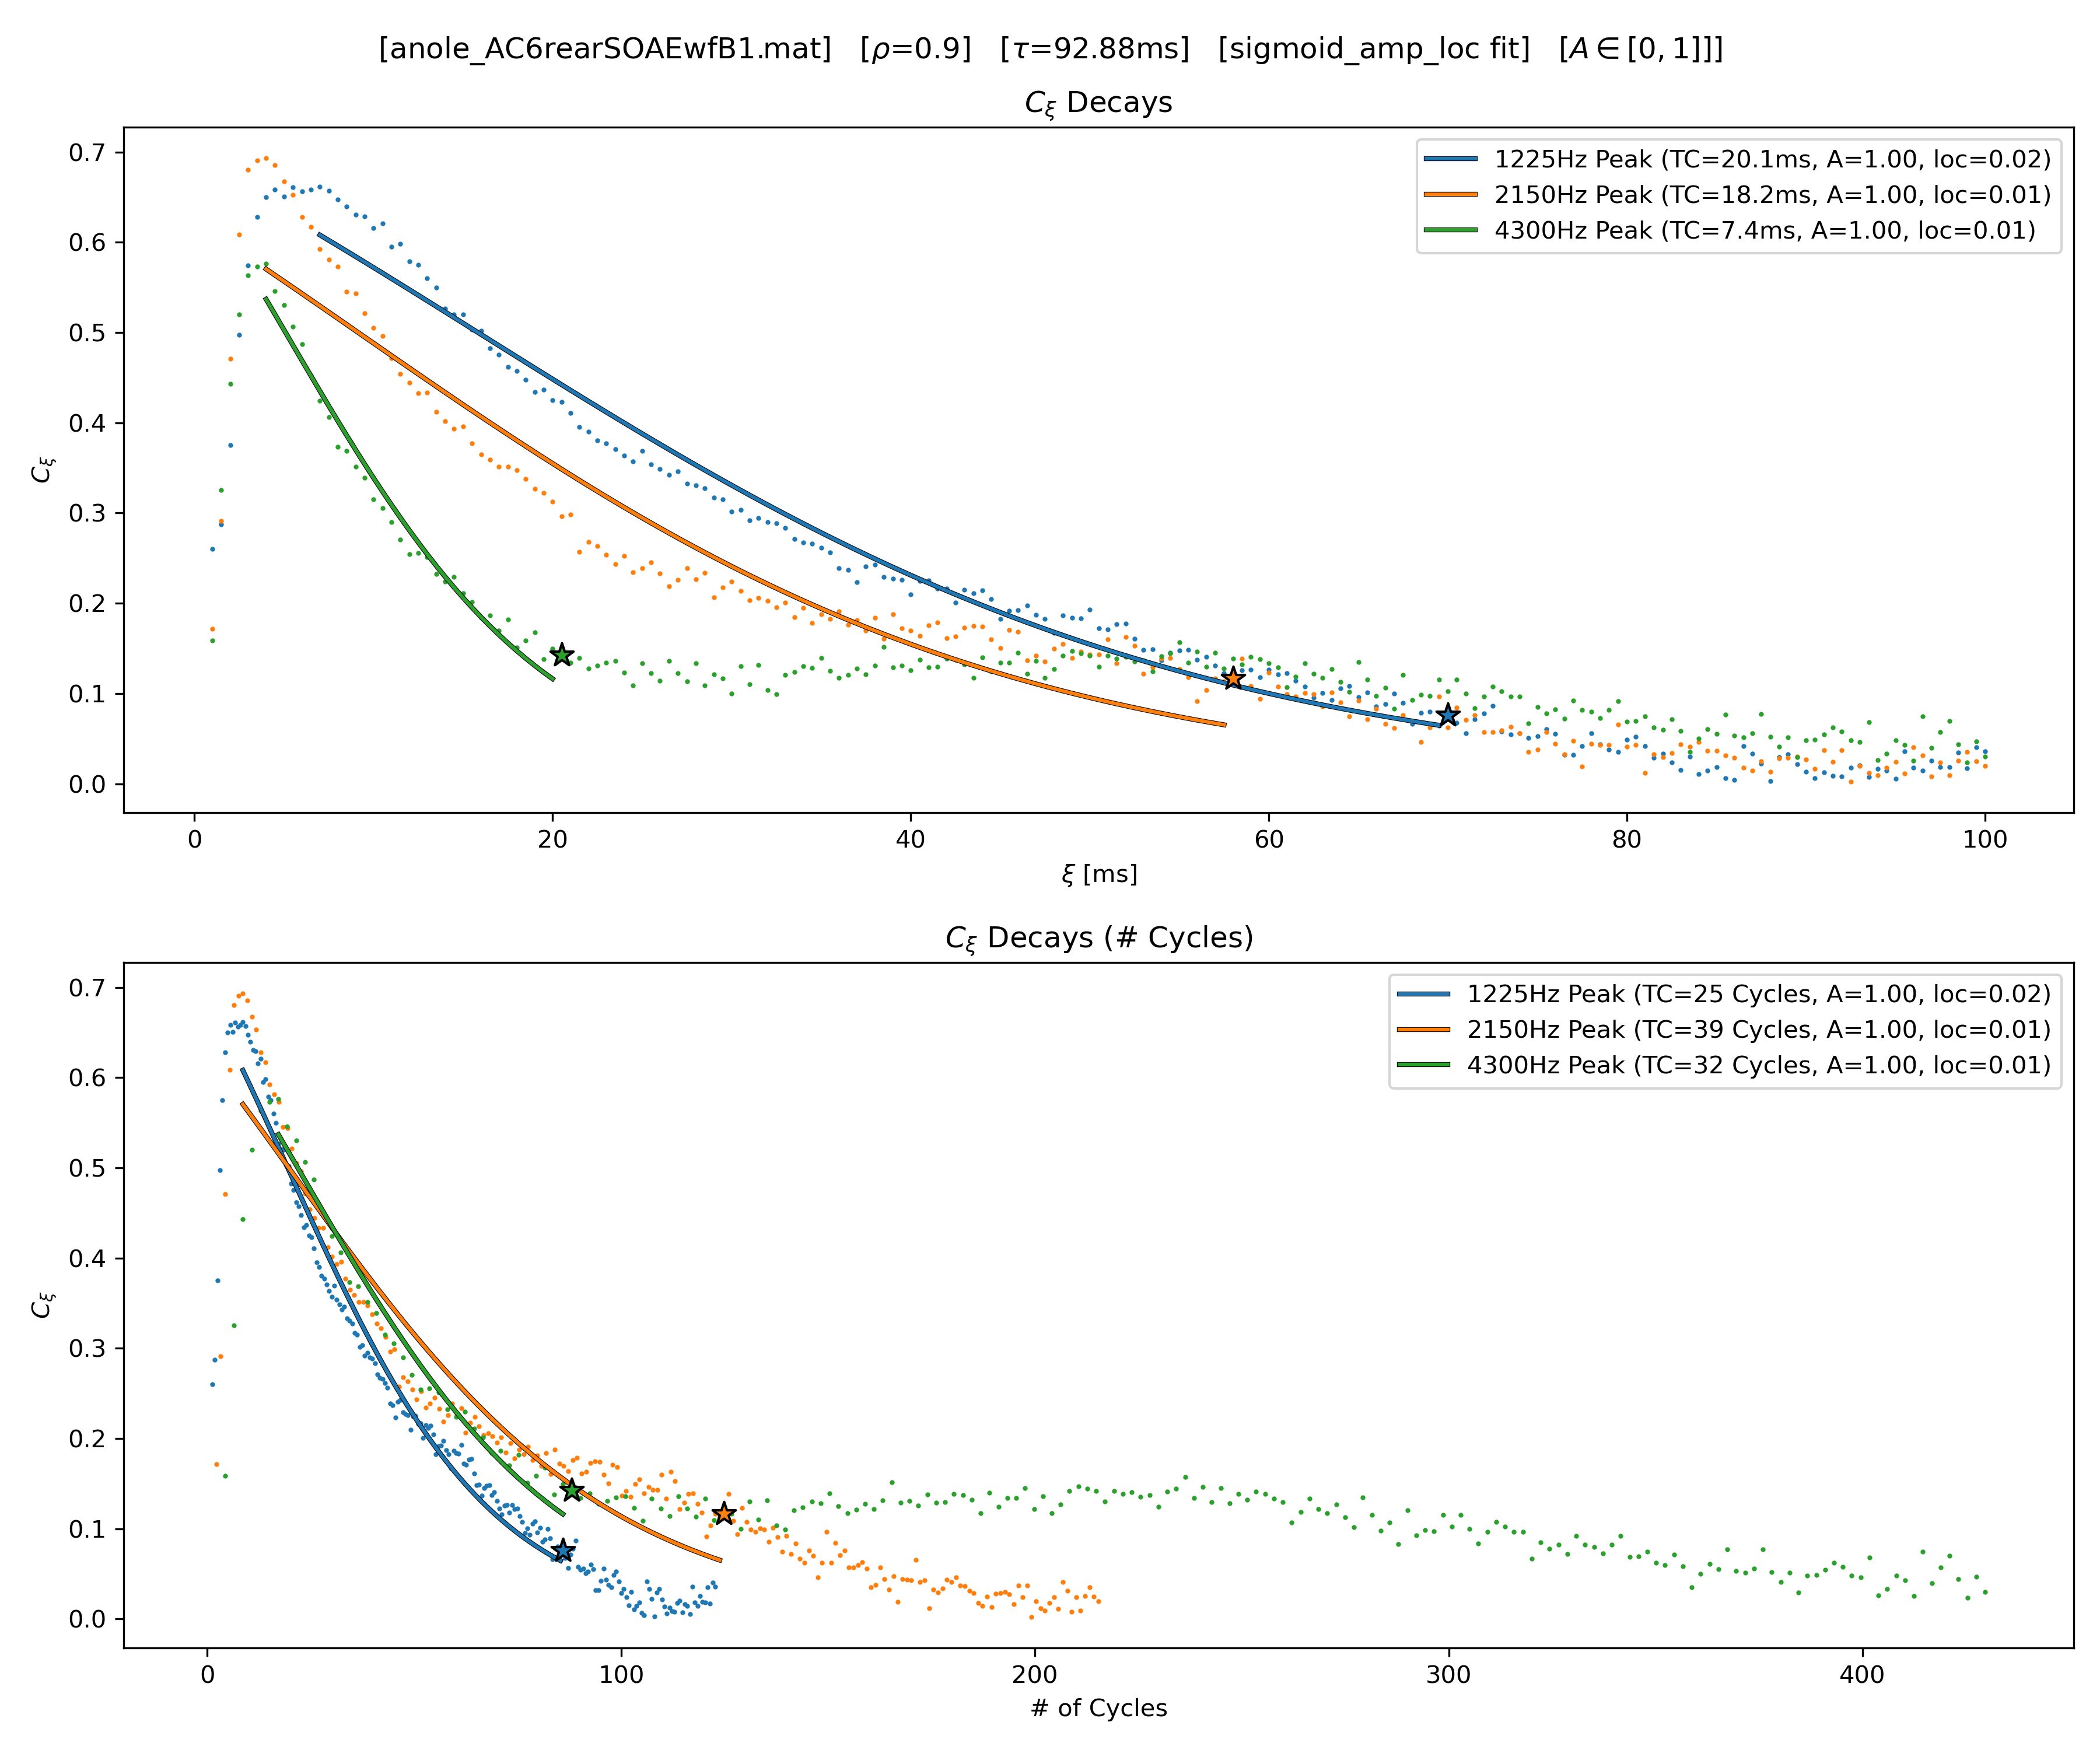 [anole_AC6rearSOAEwfB1.mat]   [ρ=0.9]   [τ=92.88ms]   [sigmoid_amp_loc fit]   [A ∈ [0, 1]]]
Cξ Decays
0.7
0.6
0.5
0.4
0.3
0.2
0.1
0.0
Cξ
1225Hz Peak (TC=20.1ms, A=1.00, loc=0.02)
2150Hz Peak (TC=18.2ms, A=1.00, loc=0.01)
4300Hz Peak (TC=7.4ms, A=1.00, loc=0.01)
0 20 40 60 80 100
ξ [ms]
Cξ Decays (# Cycles)
0.7
0.6
0.5
0.4
0.3
0.2
0.1
0.0
Cξ
1225Hz Peak (TC=25 Cycles, A=1.00, loc=0.02)
2150Hz Peak (TC=39 Cycles, A=1.00, loc=0.01)
4300Hz Peak (TC=32 Cycles, A=1.00, loc=0.01)
0 100 200 300 400
# of Cycles